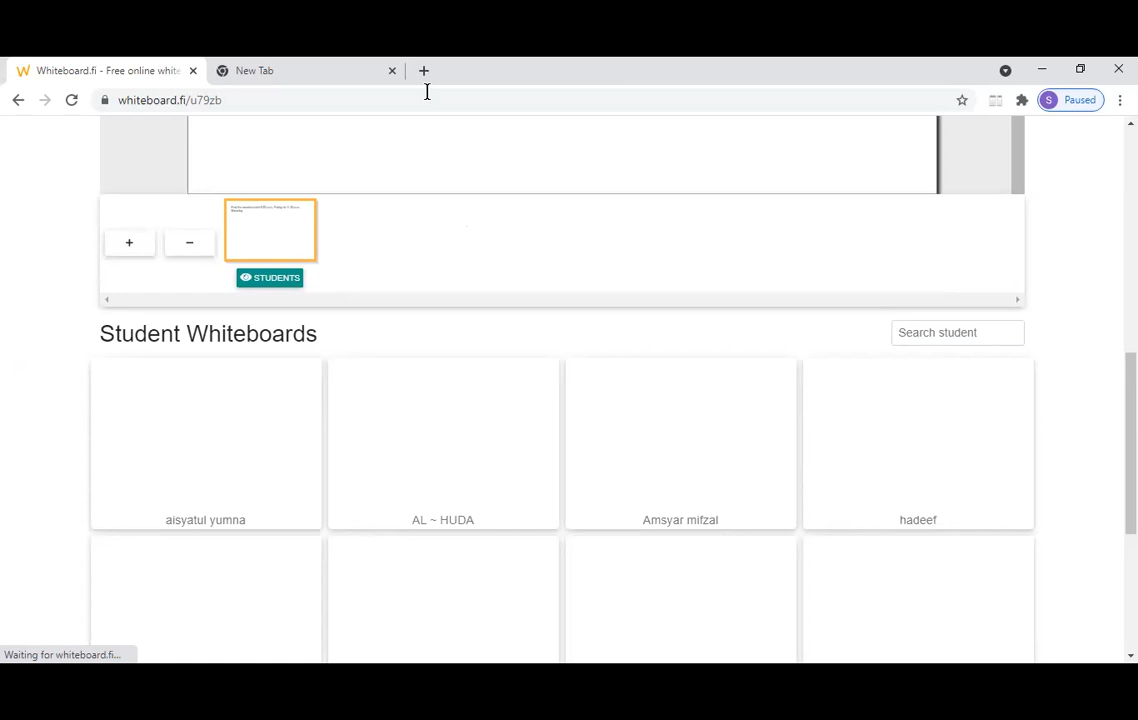 Whiteboard.fi - Free online white
New Tab
whiteboard.fi/u79zb
S Paused
+ −
STUDENTS
Student Whiteboards
Search student
aisyatul yumna
AL ~ HUDA
Amsyar mifzal
hadeef
Waiting for whiteboard.fi...